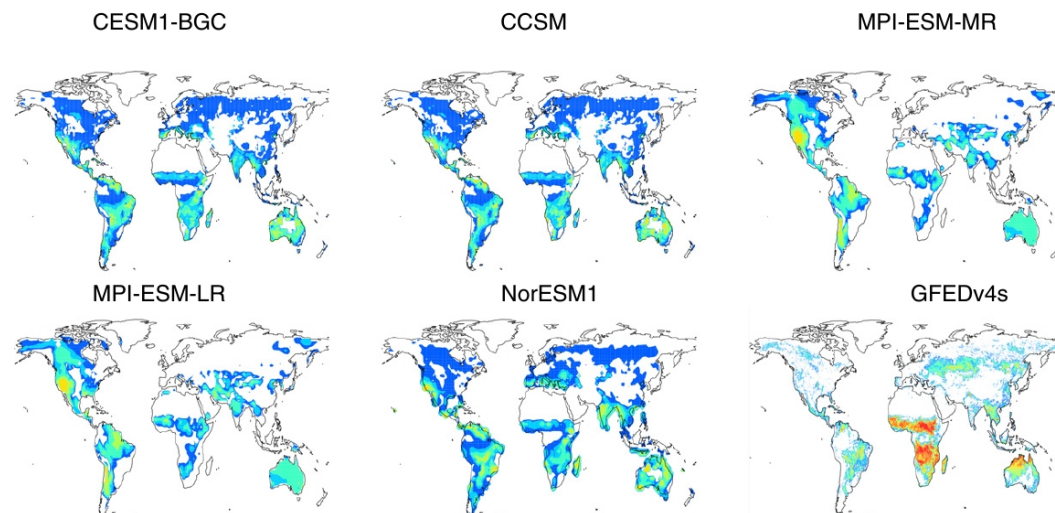 CESM1-BGC
CCSM
MPI-ESM-MR
MPI-ESM-LR
NorESM1
GFEDv4s